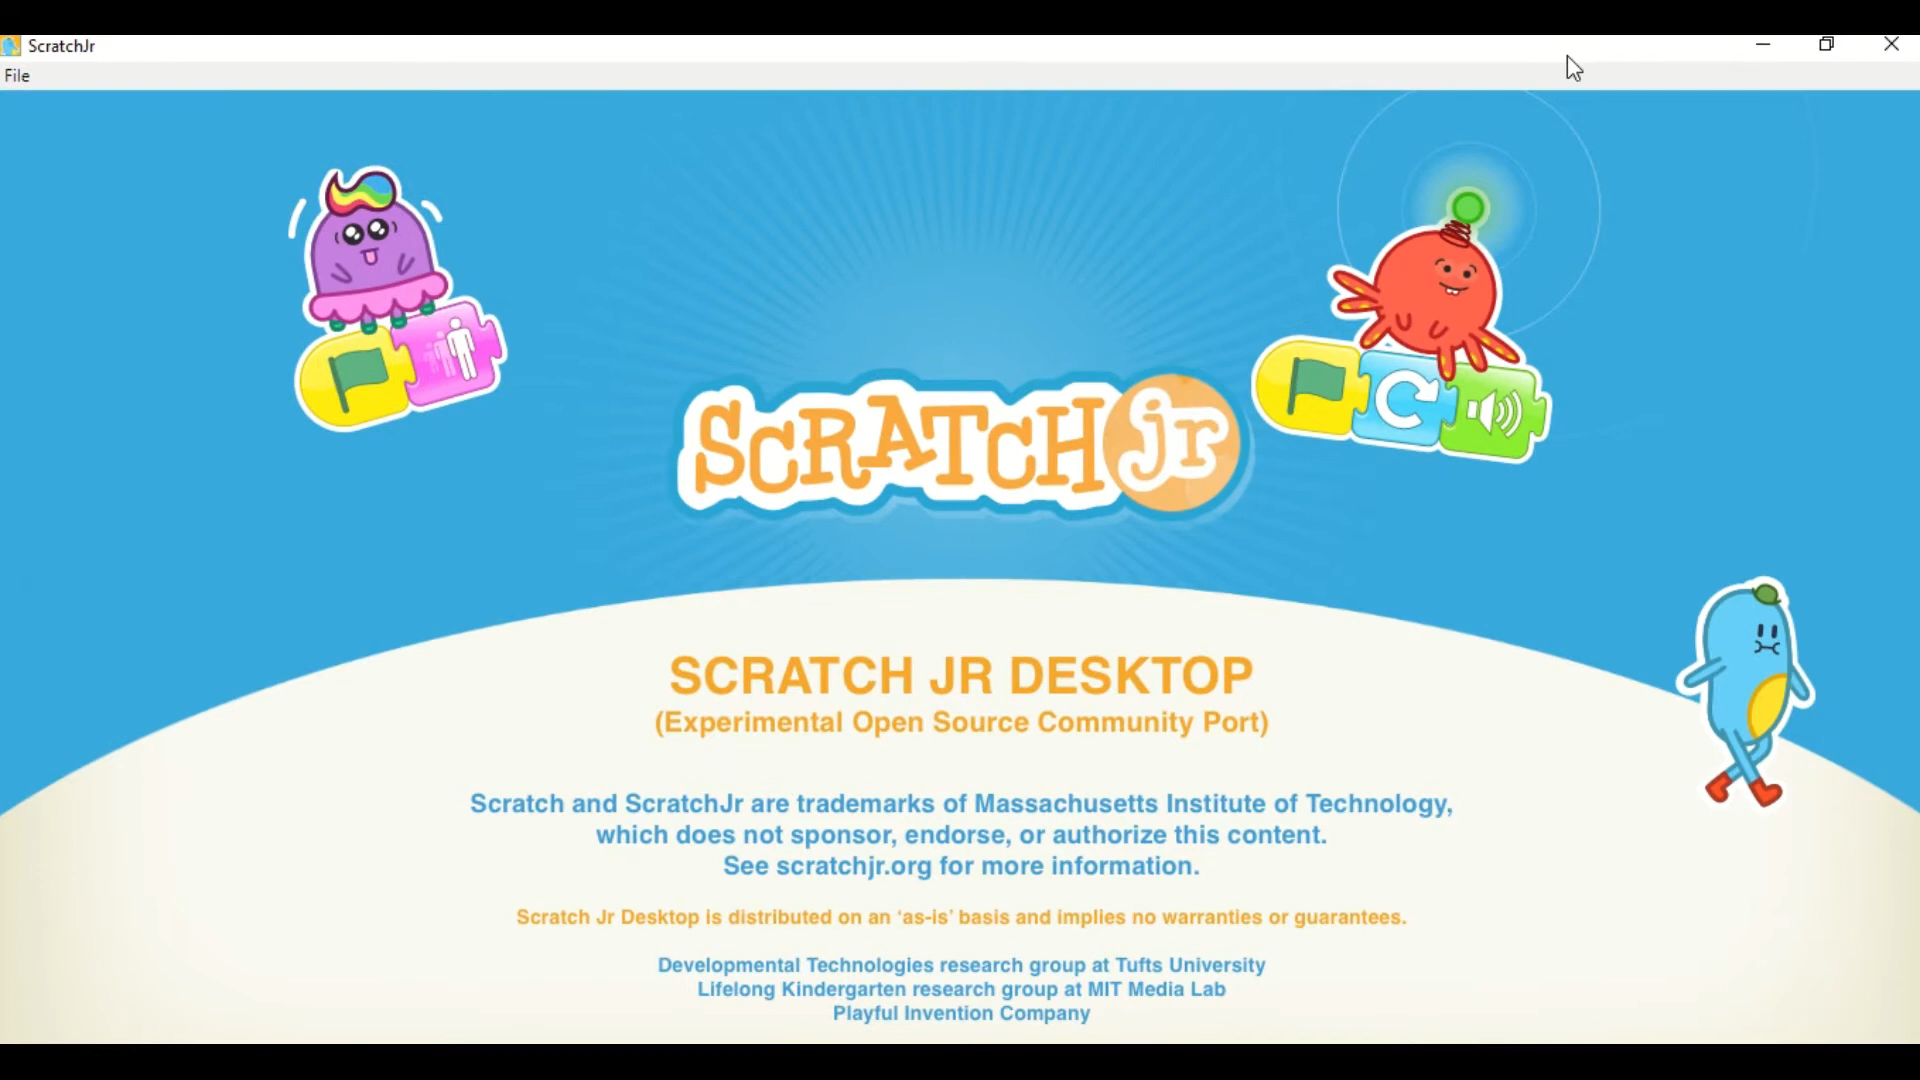 ScratchJr
File
SCRATCH jr
SCRATCH JR DESKTOP
(Experimental Open Source Community Port)
Scratch and ScratchJr are trademarks of Massachusetts Institute of Technology,
which does not sponsor, endorse, or authorize this content.
See scratchjr.org for more information.
Scratch Jr Desktop is distributed on an ‘as-is’ basis and implies no warranties or guarantees.
Developmental Technologies research group at Tufts University
Lifelong Kindergarten research group at MIT Media Lab
Playful Invention Company